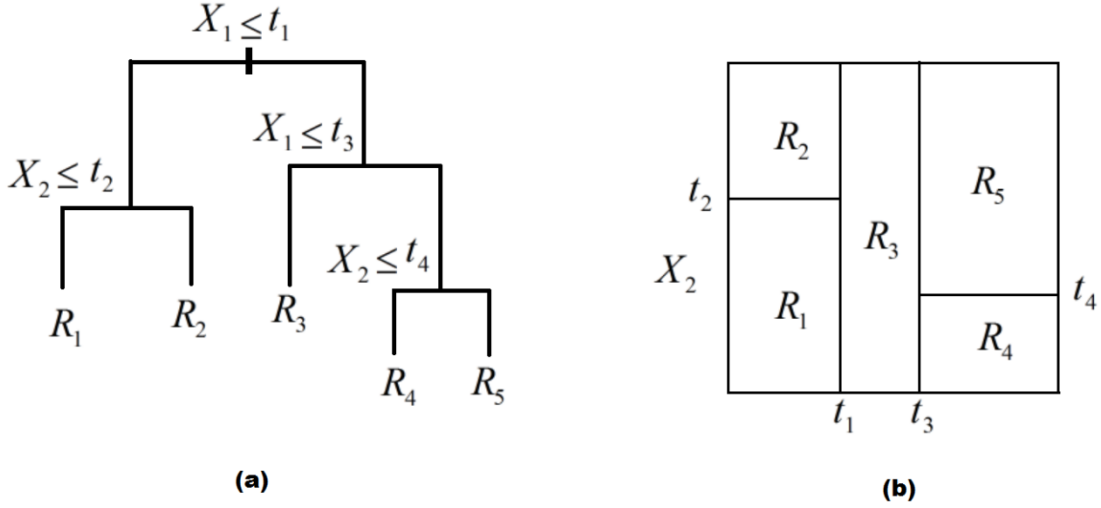 X₁ ≤ t₁
X₁ ≤ t₃
X₂ ≤ t₂
X₂ ≤ t₄
R₁
R₂
R₃
R₄
R₅
(a)
R₂
R₅
t₂
R₃
X₂
t₄
R₁
R₄
t₁
t₃
(b)